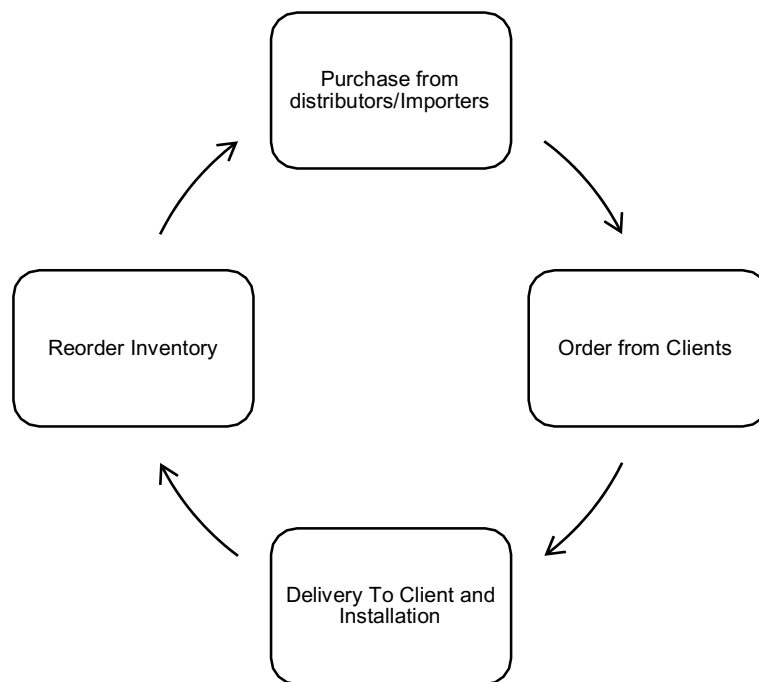 Purchase from
distributors/Importers
Reorder Inventory
Order from Clients
Delivery To Client and
Installation